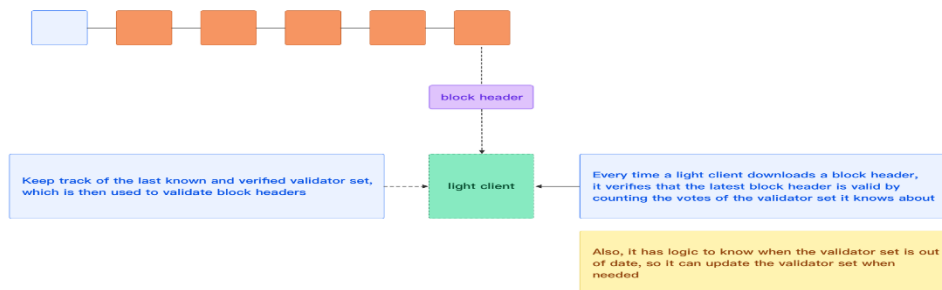 block header
Keep track of the last known and verified validator set,
which is then used to validate block headers
light client
Every time a light client downloads a block header,
it verifies that the latest block header is valid by
counting the votes of the validator set it knows about
Also, it has logic to know when the validator set is out
of date, so it can update the validator set when
needed